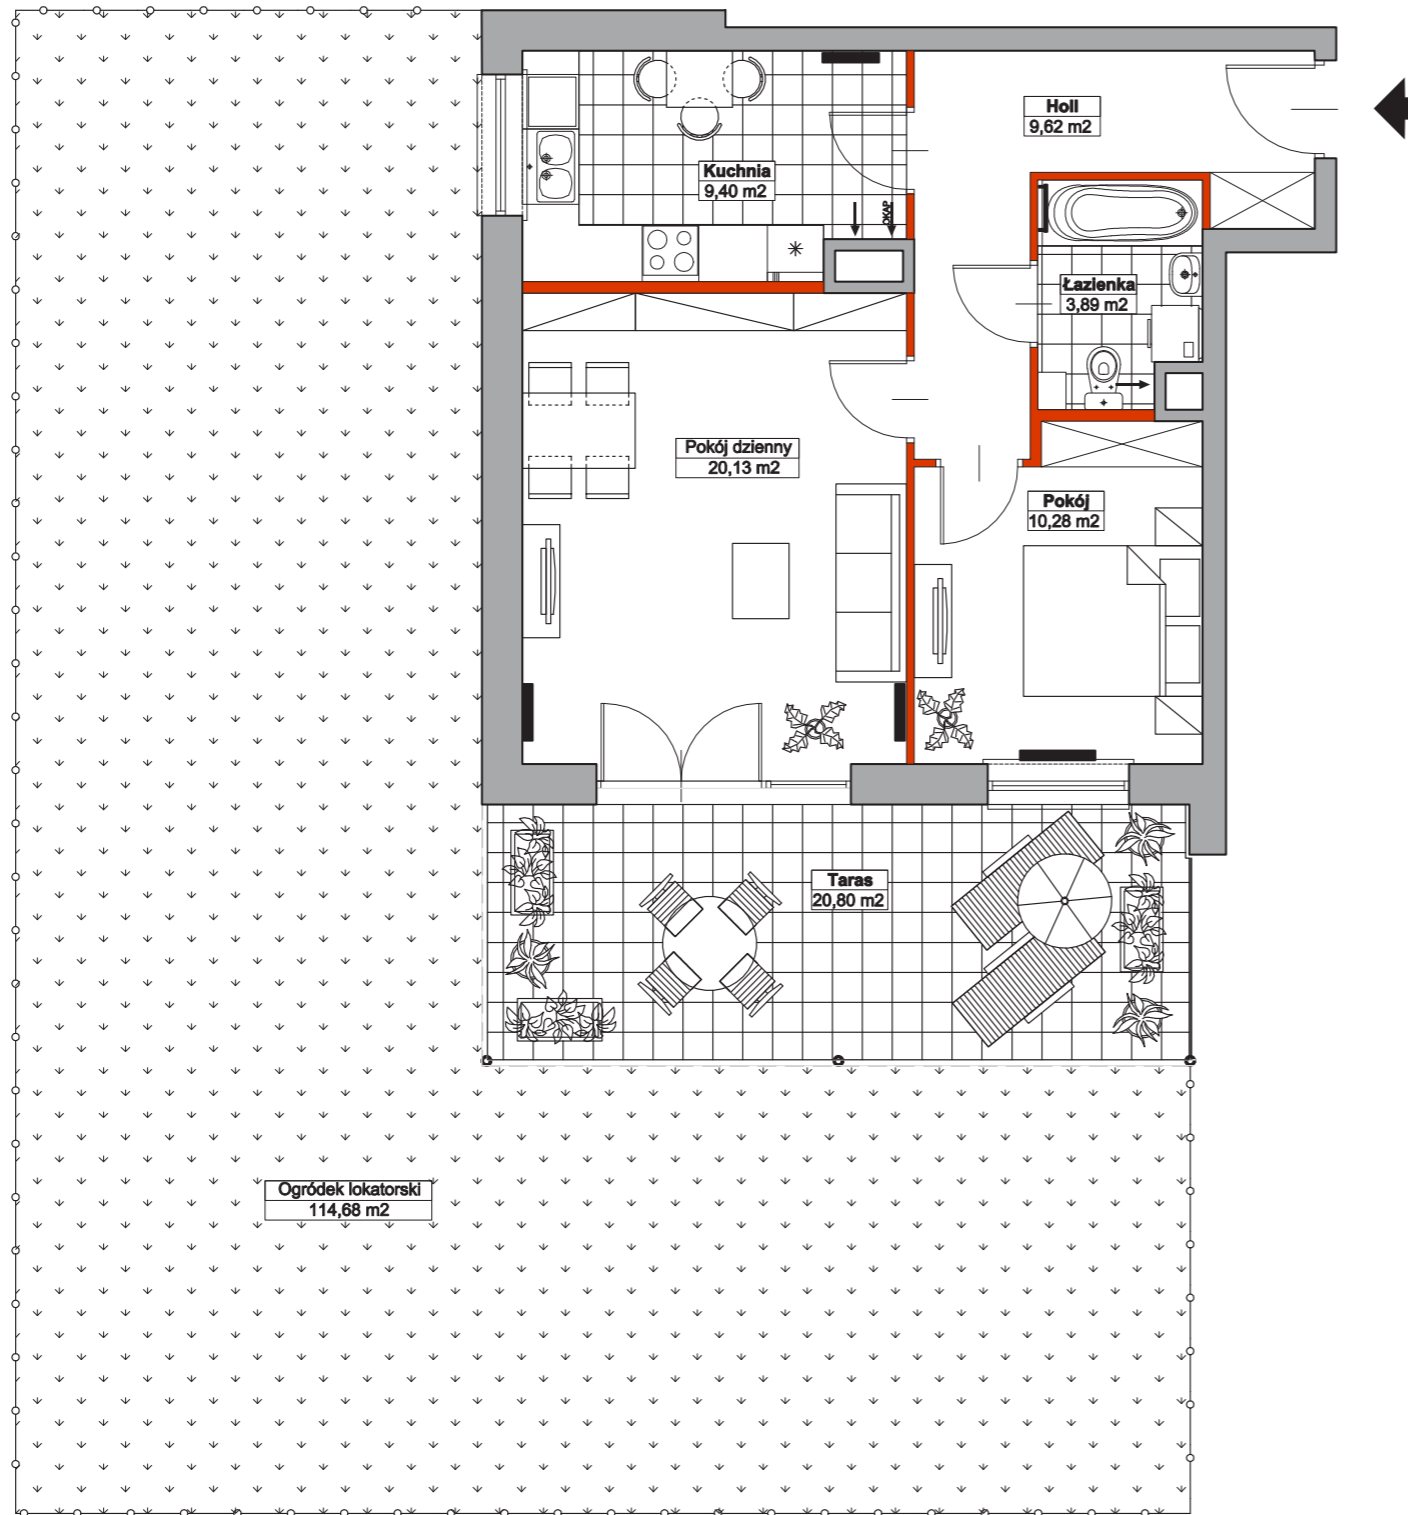 Holl
9,62 m2
Kuchnia
9,40 m2
OKAP
Łazienka
3,89 m2
Pokój dzienny
20,13 m2
Pokój
10,28 m2
Taras
20,80 m2
Ogródek lokatorski
114,68 m2